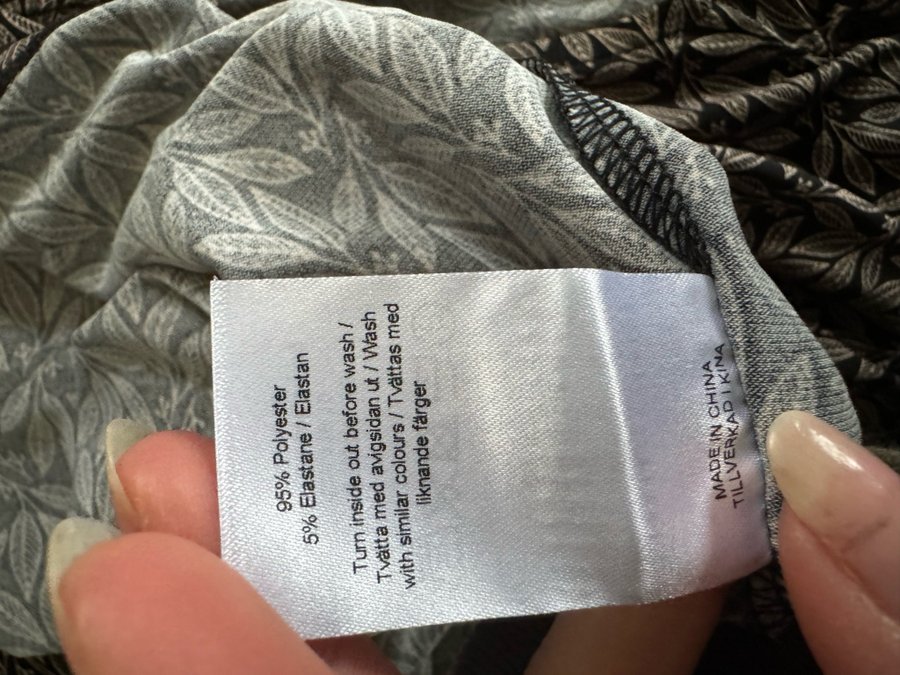 95% Polyester
5% Elastane / Elastan
Turn inside out before wash /
Tvätta med avigsidan ut / Wash
with similar colours / Tvättas med
liknande färger
MADE IN CHINA
TILLVERKAD I KINA